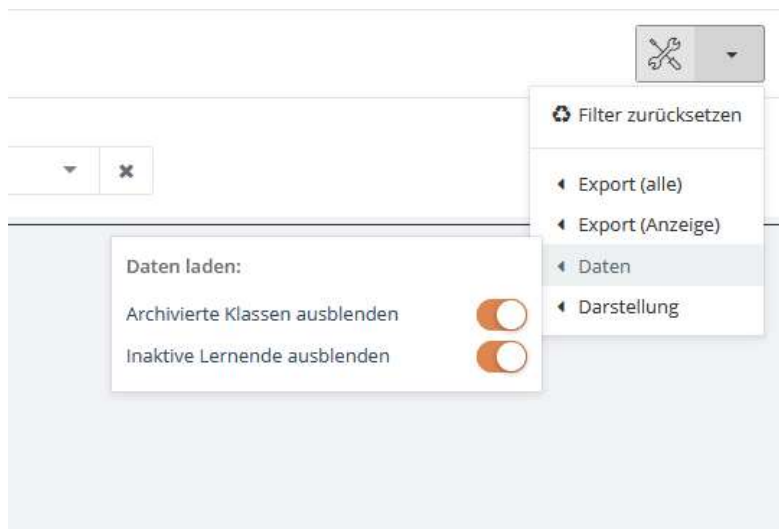 Filter zurücksetzen
Export (alle)
Export (Anzeige)
Daten
Darstellung
Daten laden:
Archivierte Klassen ausblenden
Inaktive Lernende ausblenden